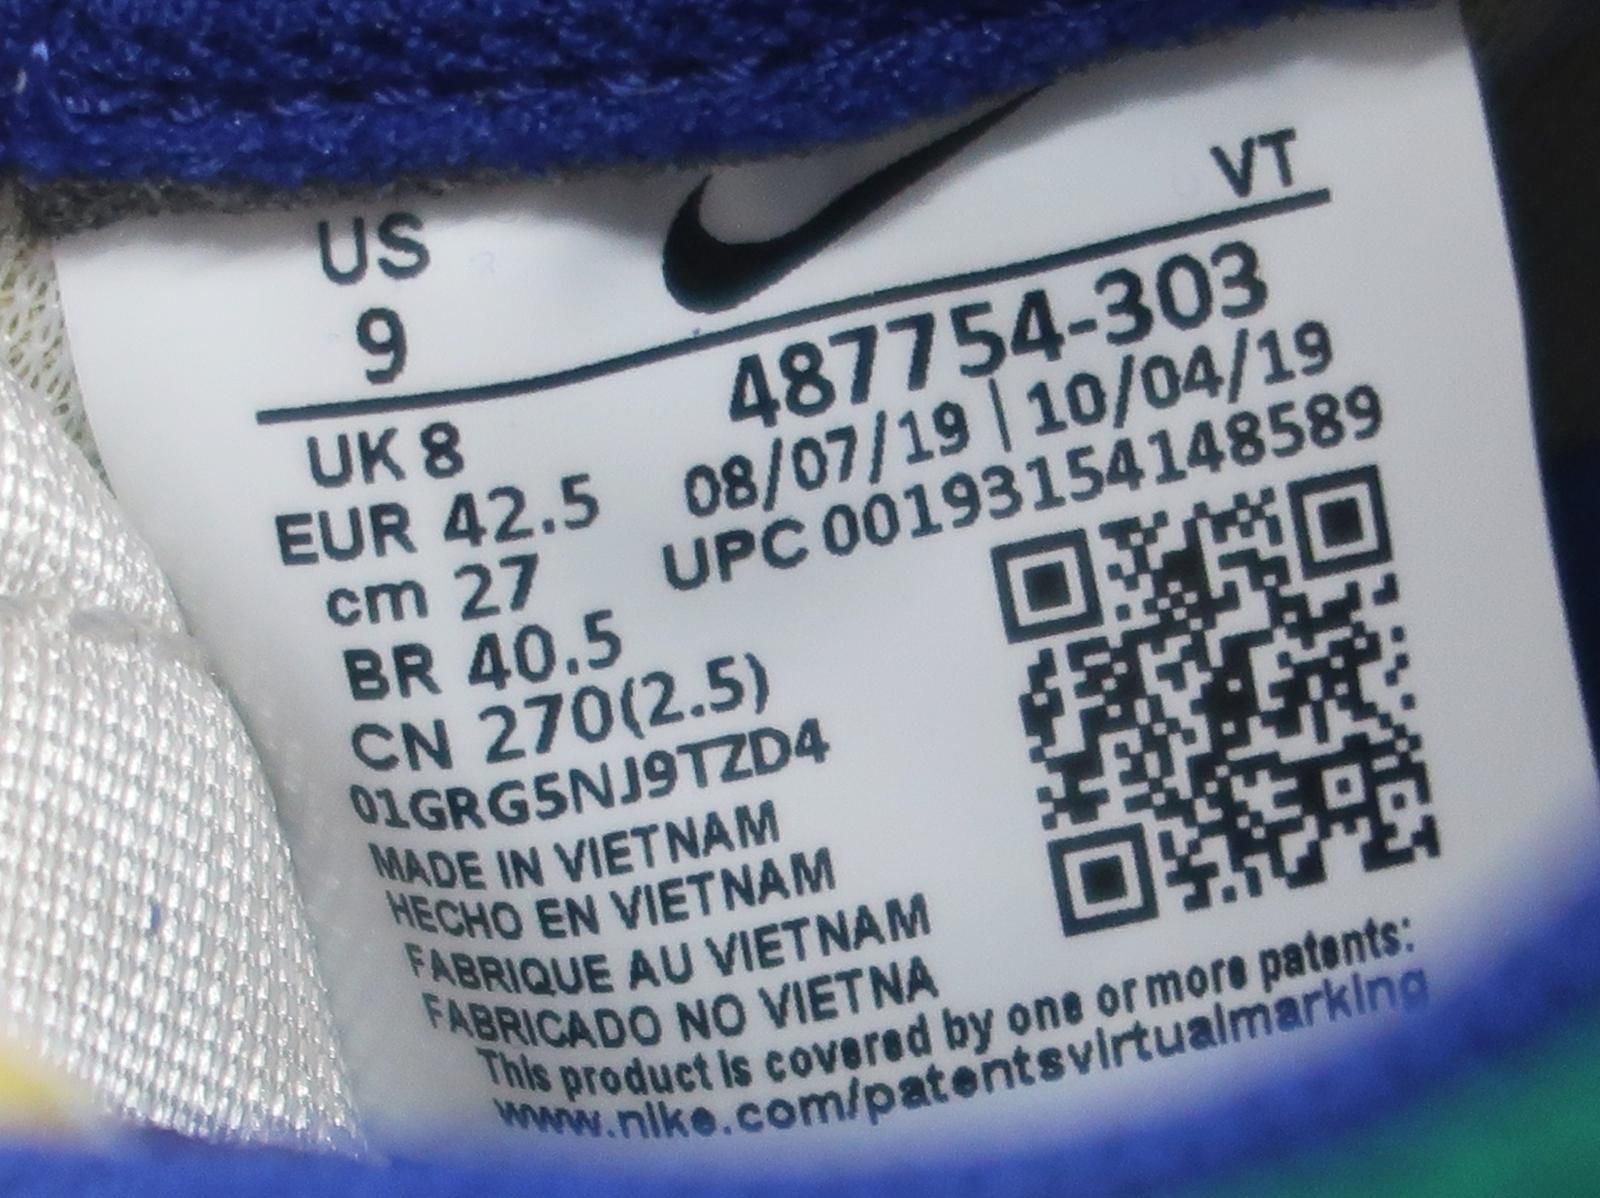 US
VT
9
487754-303
08/07/19 | 10/04/19
UPC 00193154148589
UK 8
EUR 42.5
cm 27
BR 40.5
CN 270(2.5)
01GRG5NJ9TZD4
MADE IN VIETNAM
HECHO EN VIETNAM
FABRIQUE AU VIETNAM
FABRICADO NO VIETNA
This product is covered by one or more patents:
www.nike.com/patentsvirtualmarking